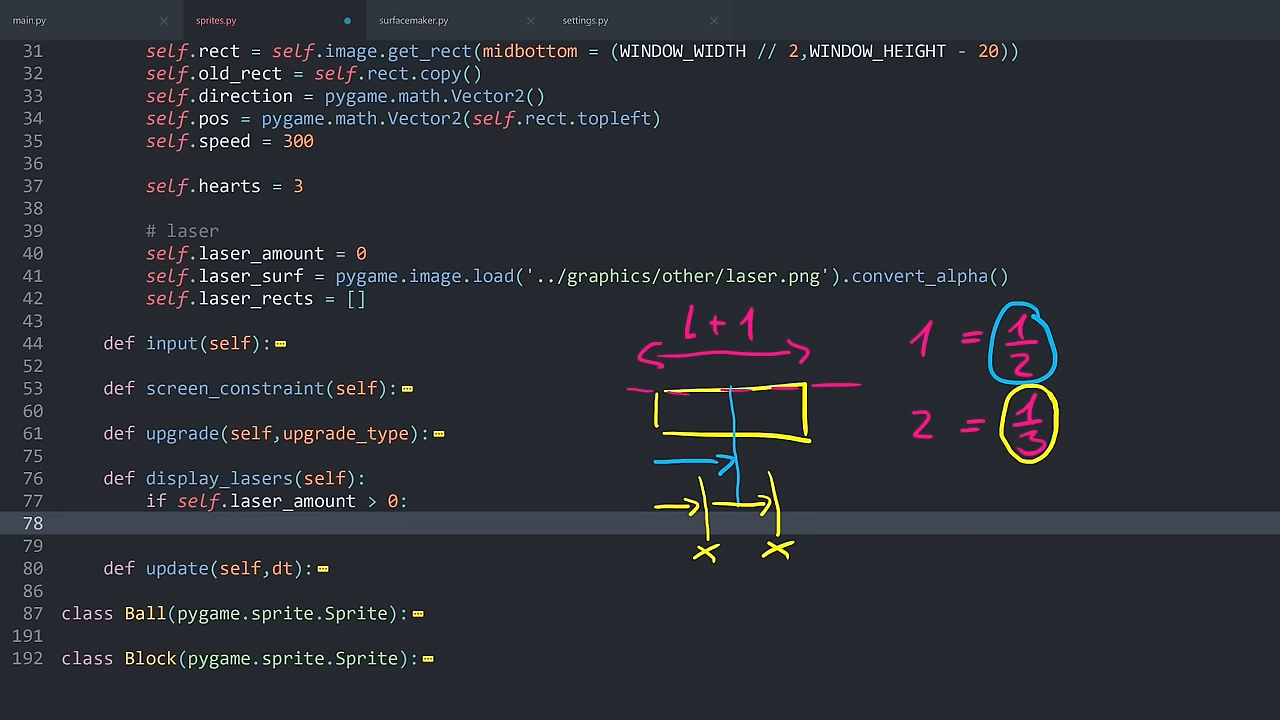 main.py sprites.py surfacemaker.py settings.py
31 self.rect = self.image.get_rect(midbottom = (WINDOW_WIDTH // 2,WINDOW_HEIGHT - 20))
32 self.old_rect = self.rect.copy()
33 self.direction = pygame.math.Vector2()
34 self.pos = pygame.math.Vector2(self.rect.topleft)
35 self.speed = 300
36
37 self.hearts = 3
38
39 # laser
40 self.laser_amount = 0
41 self.laser_surf = pygame.image.load('../graphics/other/laser.png').convert_alpha()
42 self.laser_rects = []
43
44 def input(self):
52
53 def screen_constraint(self):
60
61 def upgrade(self,upgrade_type):
75
76 def display_lasers(self):
77 if self.laser_amount > 0:
78
79
80 def update(self,dt):
86
87 class Ball(pygame.sprite.Sprite):
191
192 class Block(pygame.sprite.Sprite):
l + 1
1 = 1/2
2 = 1/3
x x